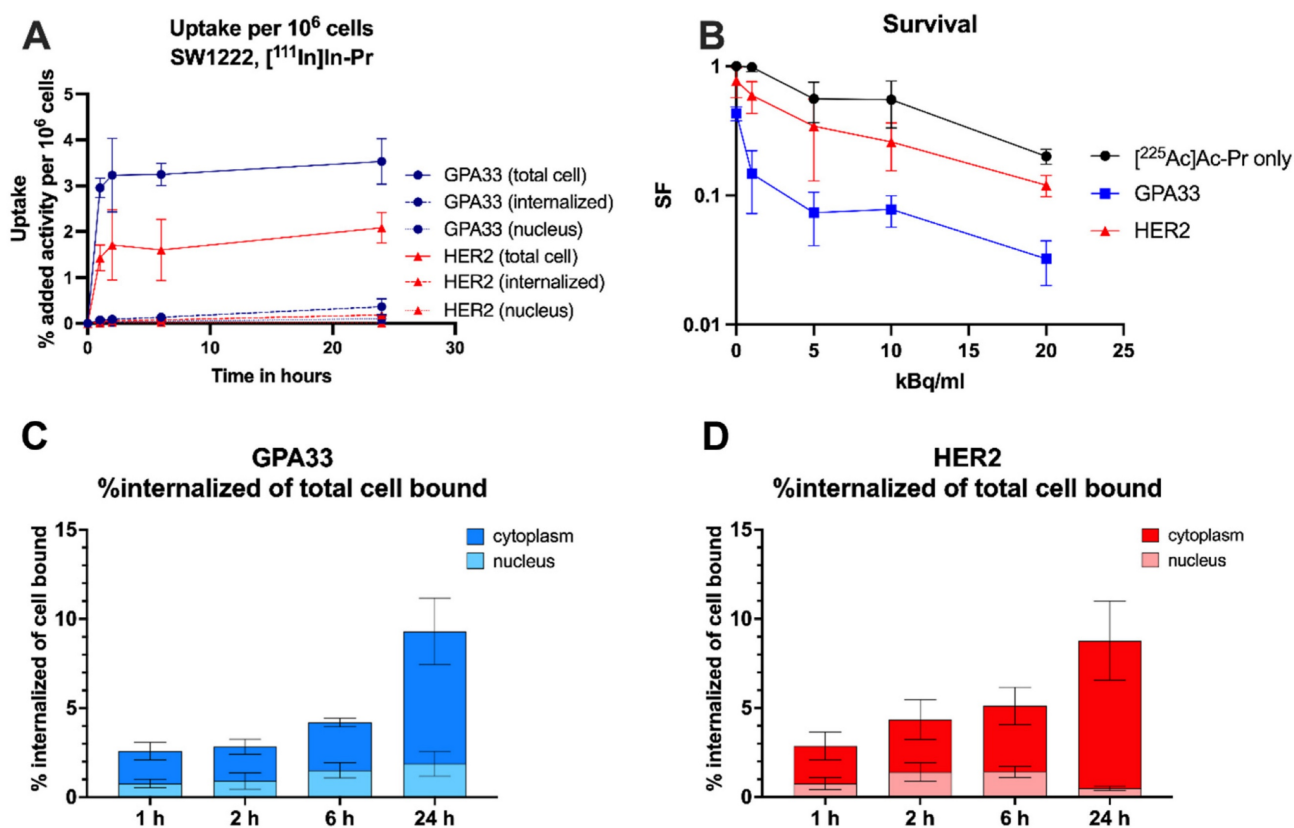 A
Uptake per 10⁶ cells
SW1222, [¹¹¹In]In-Pr
Uptake
% added activity per 10⁶ cells
5
4
3
2
1
0
0 10 20 30
Time in hours
GPA33 (total cell)
GPA33 (internalized)
GPA33 (nucleus)
HER2 (total cell)
HER2 (internalized)
HER2 (nucleus)
B
Survival
SF
1
0.1
0.01
0 5 10 15 20 25
kBq/ml
[²²⁵Ac]Ac-Pr only
GPA33
HER2
C
GPA33
%internalized of total cell bound
% internalized of cell bound
15
10
5
0
1 h 2 h 6 h 24 h
cytoplasm
nucleus
D
HER2
%internalized of total cell bound
% internalized of cell bound
15
10
5
0
1 h 2 h 6 h 24 h
cytoplasm
nucleus